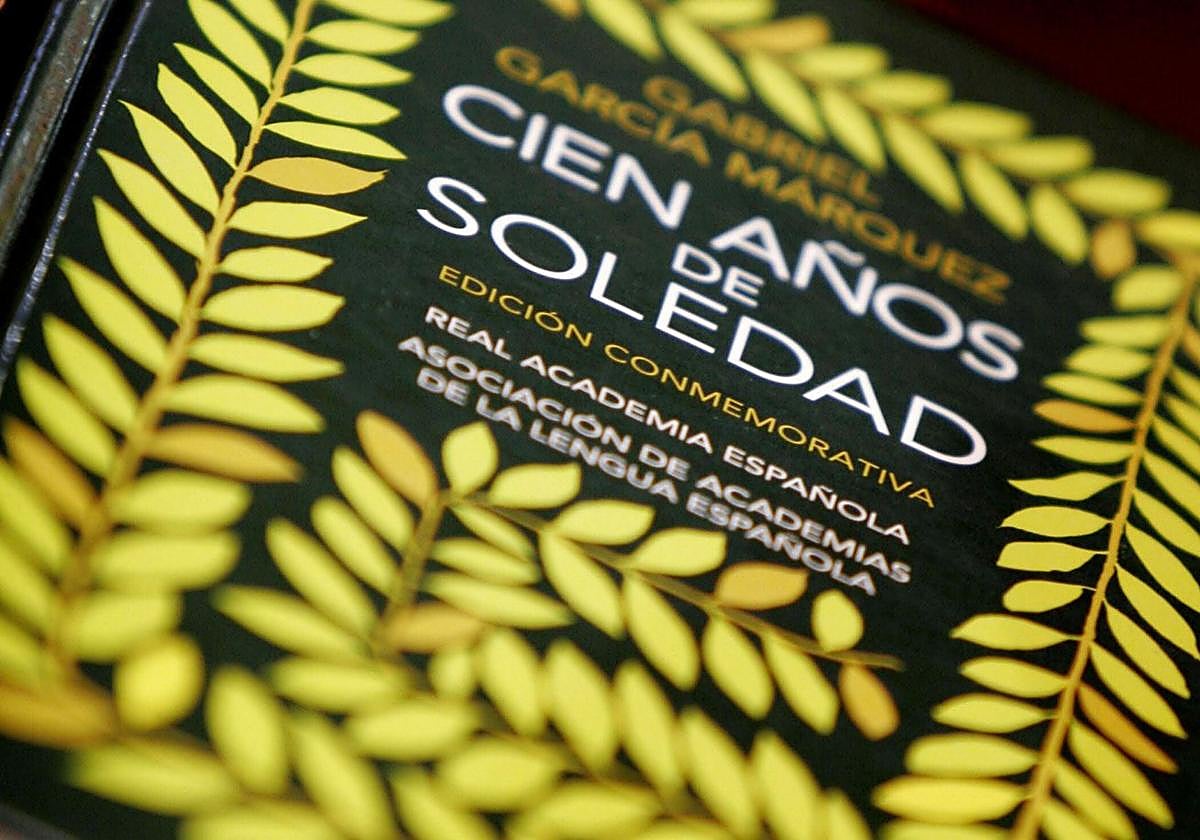 GABRIEL
GARCÍA MÁRQUEZ
CIEN AÑOS
DE
SOLEDAD
EDICIÓN CONMEMORATIVA
REAL ACADEMIA ESPAÑOLA
ASOCIACIÓN DE ACADEMIAS
DE LA LENGUA ESPAÑOLA